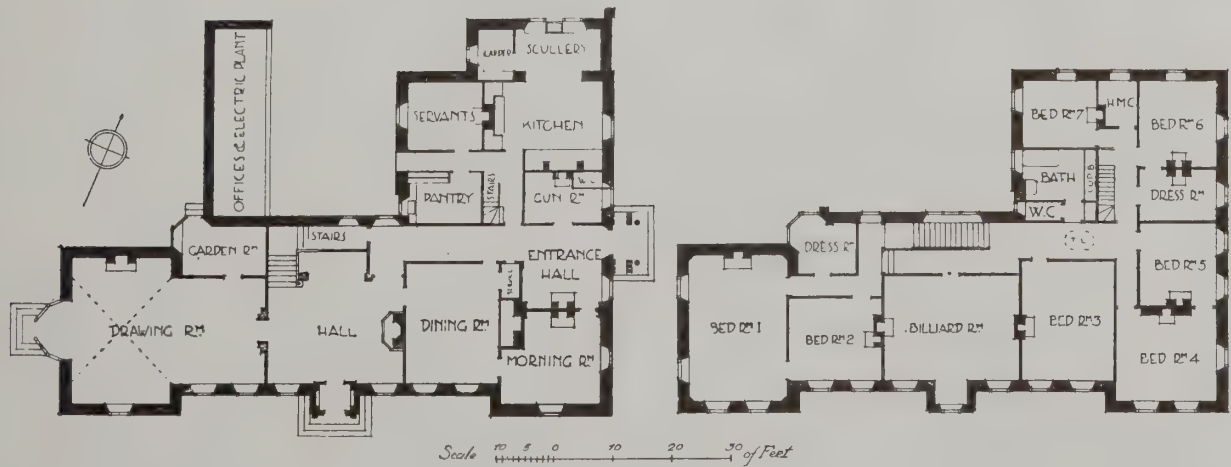 OFFICES & ELECTRIC PLANT
LARDER
SCULLERY
SERVANTS
KITCHEN
PANTRY
STAIRS
GUN RM
W.C
GARDEN RM
STAIRS
ENTRANCE
HALL
SERVICE
DRAWING RM
HALL
DINING RM
MORNING RM
BED RM 7
H.M.C
BED RM 6
BATH
CUPB
DRESS RM
W.C
DRESS RM
BED RM 5
BED RM 1
BED RM 2
BILLIARD RM
BED RM 3
BED RM 4
Scale 10 5 0 10 20 30 of Feet